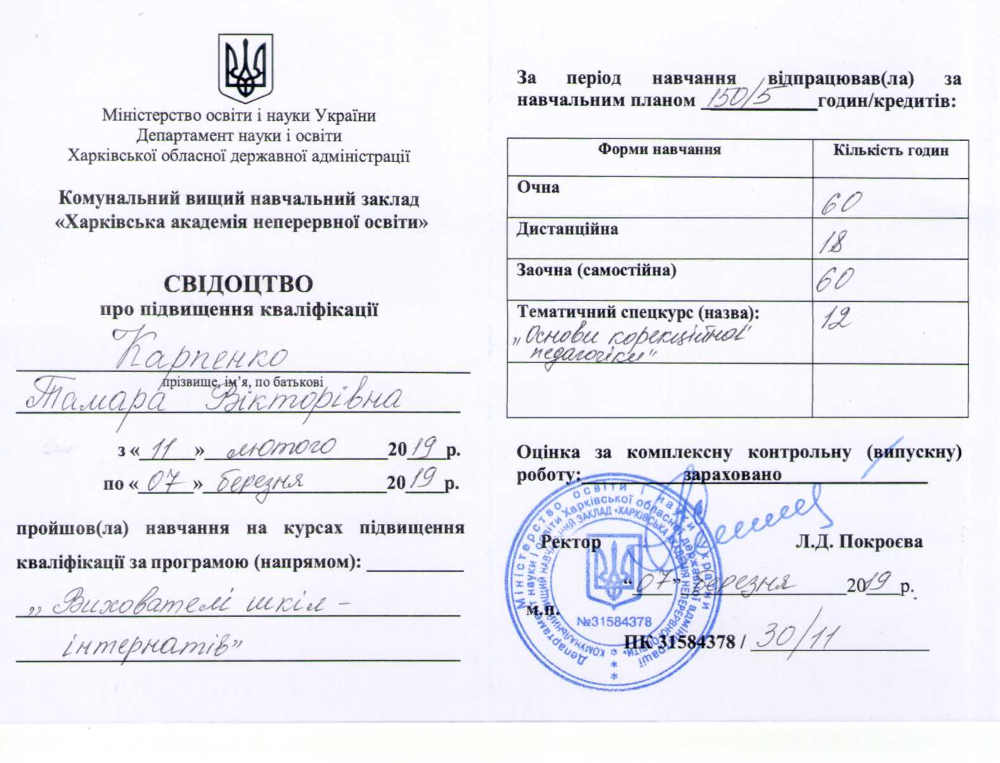 Міністерство освіти і науки України
Департамент науки і освіти
Харківської обласної державної адміністрації
Комунальний вищий навчальний заклад
«Харківська академія неперервної освіти»
СВІДОЦТВО
про підвищення кваліфікації
Карпенко
прізвище, ім’я, по батькові
Тамара Вікторівна
з «11» лютого 2019 р.
по «07» березня 2019 р.
пройшов(ла) навчання на курсах підвищення
кваліфікації за програмою (напрямом):
„Вихователі шкіл –
інтернатів”
За період навчання відпрацював(ла) за
навчальним планом 150/5 годин/кредитів:
Форми навчання Кількість годин
Очна 60
Дистанційна 18
Заочна (самостійна) 60
Тематичний спецкурс (назва): 12
„Основи корекційної
педагогіки”
Оцінка за комплексну контрольну (випускну)
роботу: зараховано
Ректор Л.Д. Покроєва
“07” березня 2019 р.
м.п.
ПК 31584378 / 30/11
Міністерство освіти і науки України
Департамент науки і освіти Харківської обласної державної адміністрації
КОМУНАЛЬНИЙ ВИЩИЙ НАВЧАЛЬНИЙ ЗАКЛАД «ХАРКІВСЬКА АКАДЕМІЯ НЕПЕРЕРВНОЇ ОСВІТИ»
№31584378